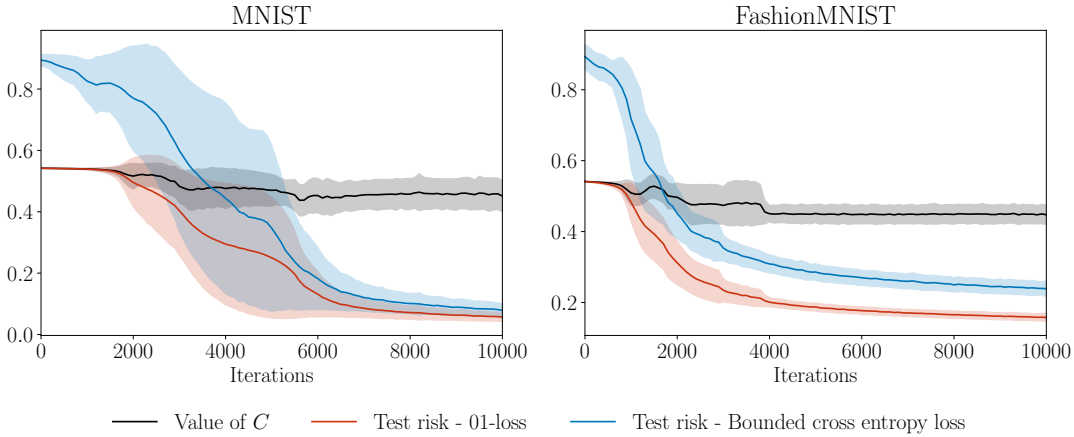 MNIST
0.8
0.6
0.4
0.2
0.0
0 2000 4000 6000 8000 10000
Iterations
FashionMNIST
0.8
0.6
0.4
0.2
0 2000 4000 6000 8000 10000
Iterations
Value of C
Test risk - 01-loss
Test risk - Bounded cross entropy loss